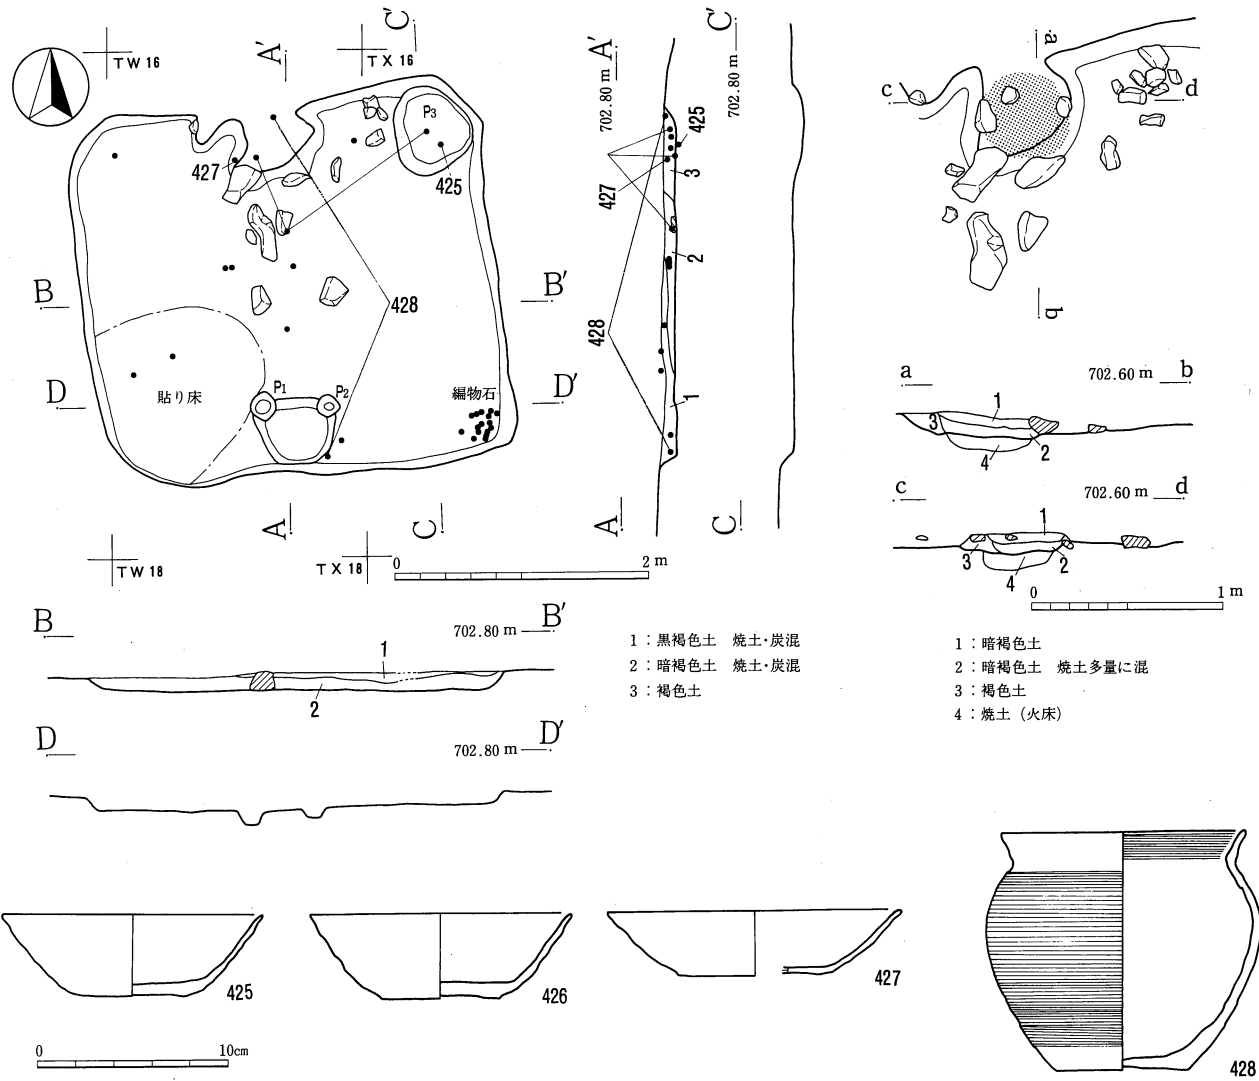 TW 16
A′
TX 16
C′
P3
427
425
B
B′
428
D
D′
貼り床
P1
P2
編物石
A
C
TW 18
TX 18
0
2 m
A′
702.80 m
C′
702.80 m
425
3
427
2
428
1
A
C
a
c
d
b
a
702.60 m
b
1
3
2
4
c
702.60 m
d
1
3
2
4
0
1 m
B
702.80 m
B′
1
2
D
702.80 m
D′
1：黒褐色土　焼土・炭混
2：暗褐色土　焼土・炭混
3：褐色土
1：暗褐色土
2：暗褐色土　焼土多量に混
3：褐色土
4：焼土（火床）
425
426
427
428
0
10cm